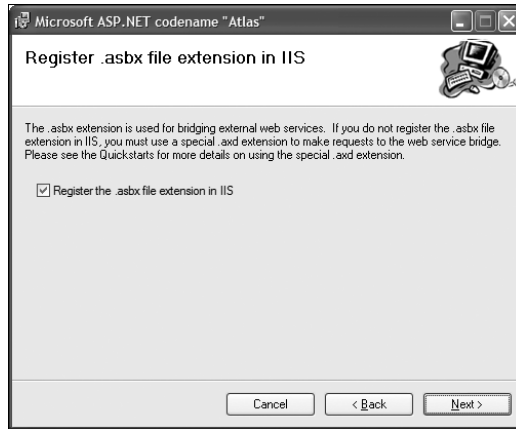 Microsoft ASP.NET codename "Atlas"
Register .asbx file extension in IIS
The .asbx extension is used for bridging external web services. If you do not register the .asbx file
extension in IIS, you must use a special .axd extension to make requests to the web service bridge.
Please see the Quickstarts for more details on using the special .axd extension.
Register the .asbx file extension in IIS
Cancel
< Back
Next >